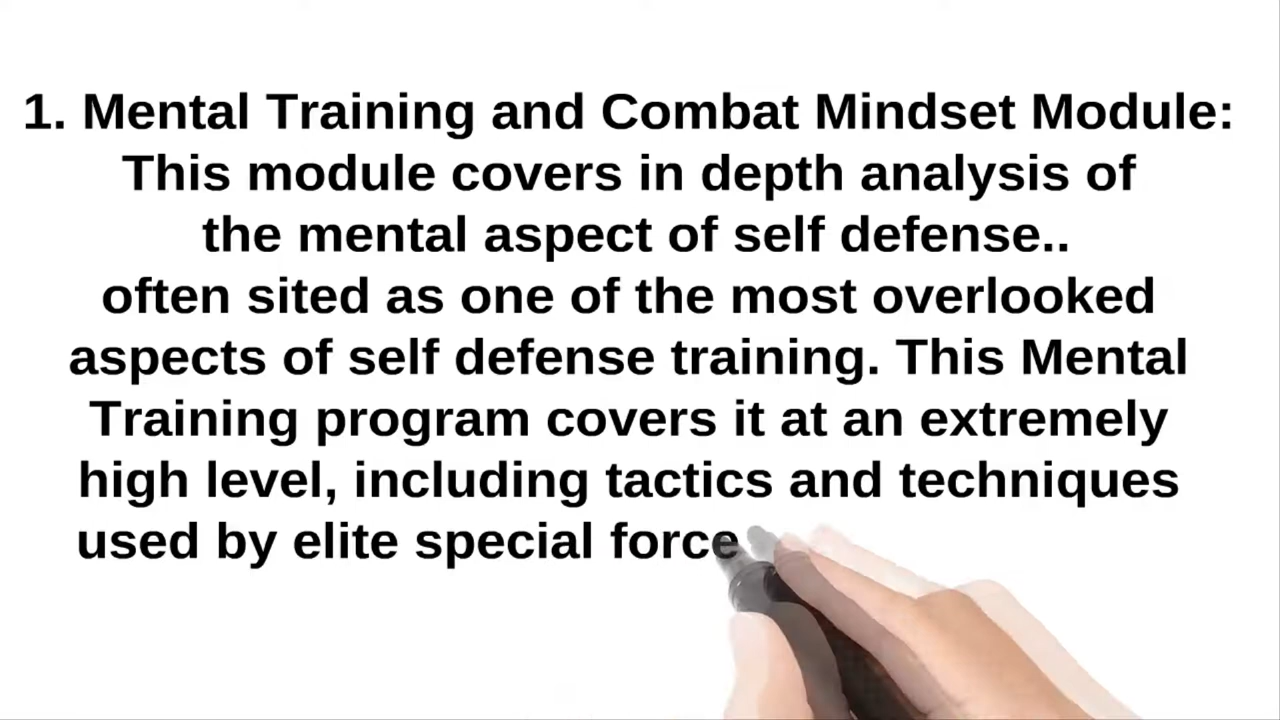 1. Mental Training and Combat Mindset Module:
This module covers in depth analysis of
the mental aspect of self defense..
often sited as one of the most overlooked
aspects of self defense training. This Mental
Training program covers it at an extremely
high level, including tactics and techniques
used by elite special force